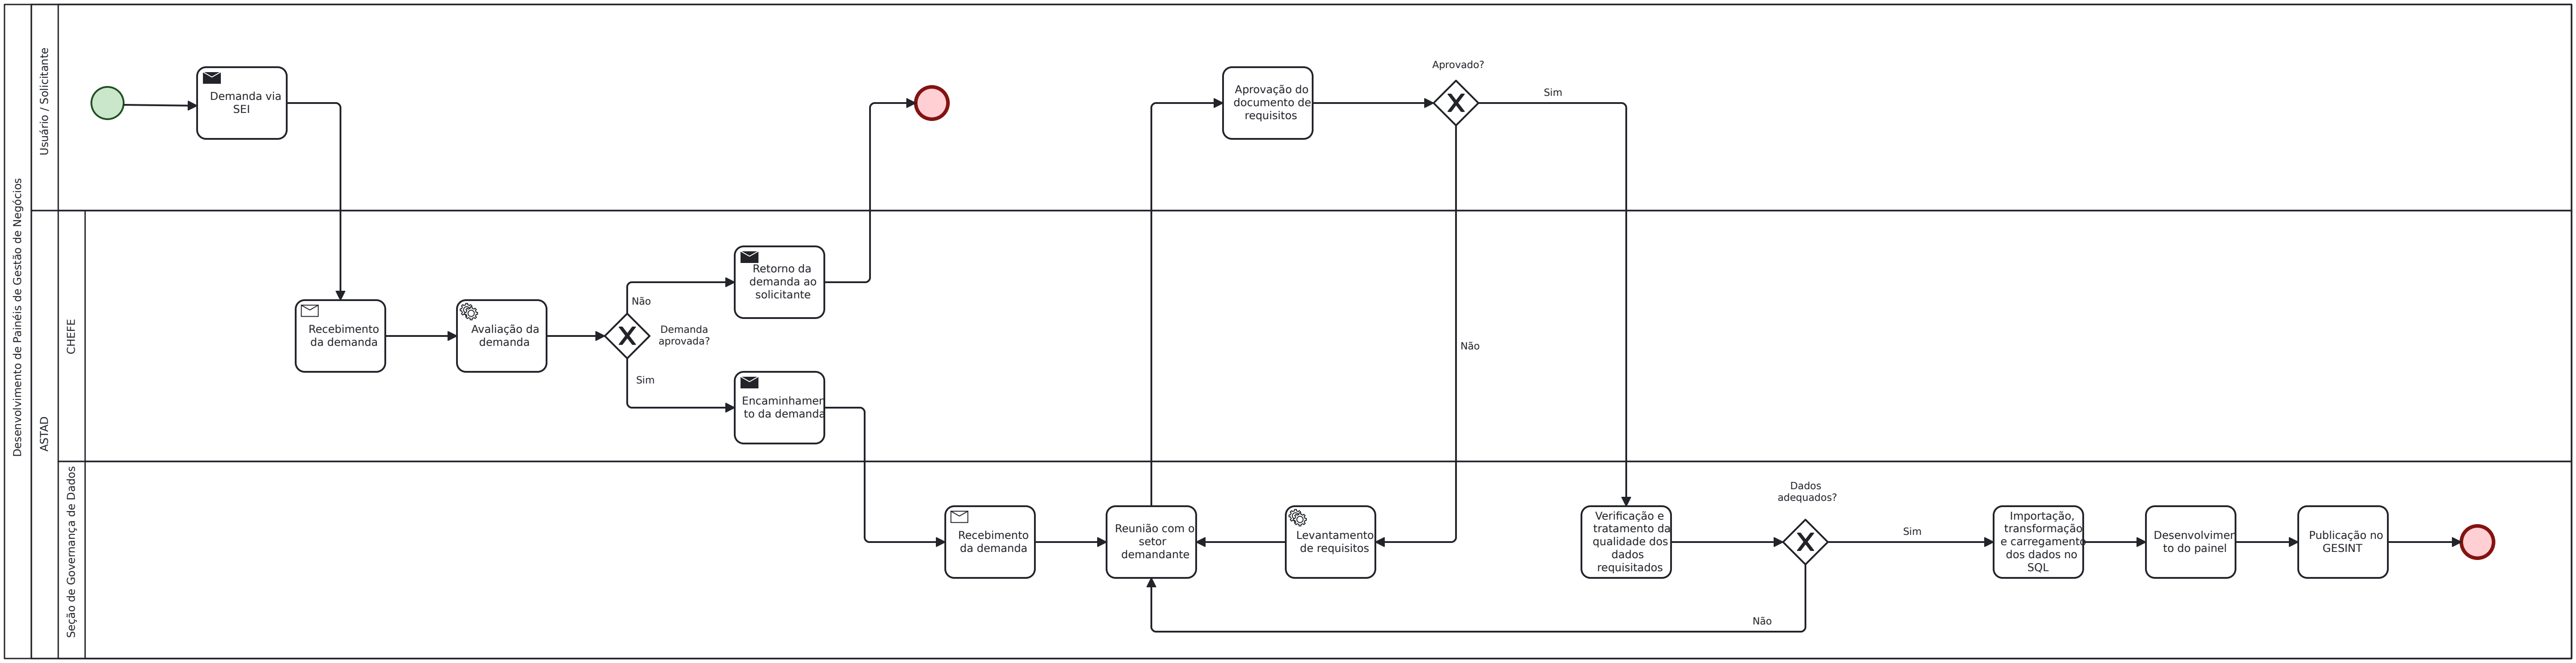 Desenvolvimento de Painéis de Gestão de Negócios
Usuário / Solicitante
Demanda via
SEI
Aprovação do
documento de
requisitos
Aprovado?
Sim
Não
ASTAD
CHEFE
Recebimento
da demanda
Avaliação da
demanda
Demanda
aprovada?
Não
Sim
Retorno da
demanda ao
solicitante
Encaminhamen
to da demanda
Seção de Governança de Dados
Recebimento
da demanda
Reunião com o
setor
demandante
Levantamento
de requisitos
Verificação e
tratamento da
qualidade dos
dados
requisitados
Dados
adequados?
Sim
Não
Importação,
transformação
e carregamento
dos dados no
SQL
Desenvolvimen
to do painel
Publicação no
GESINT